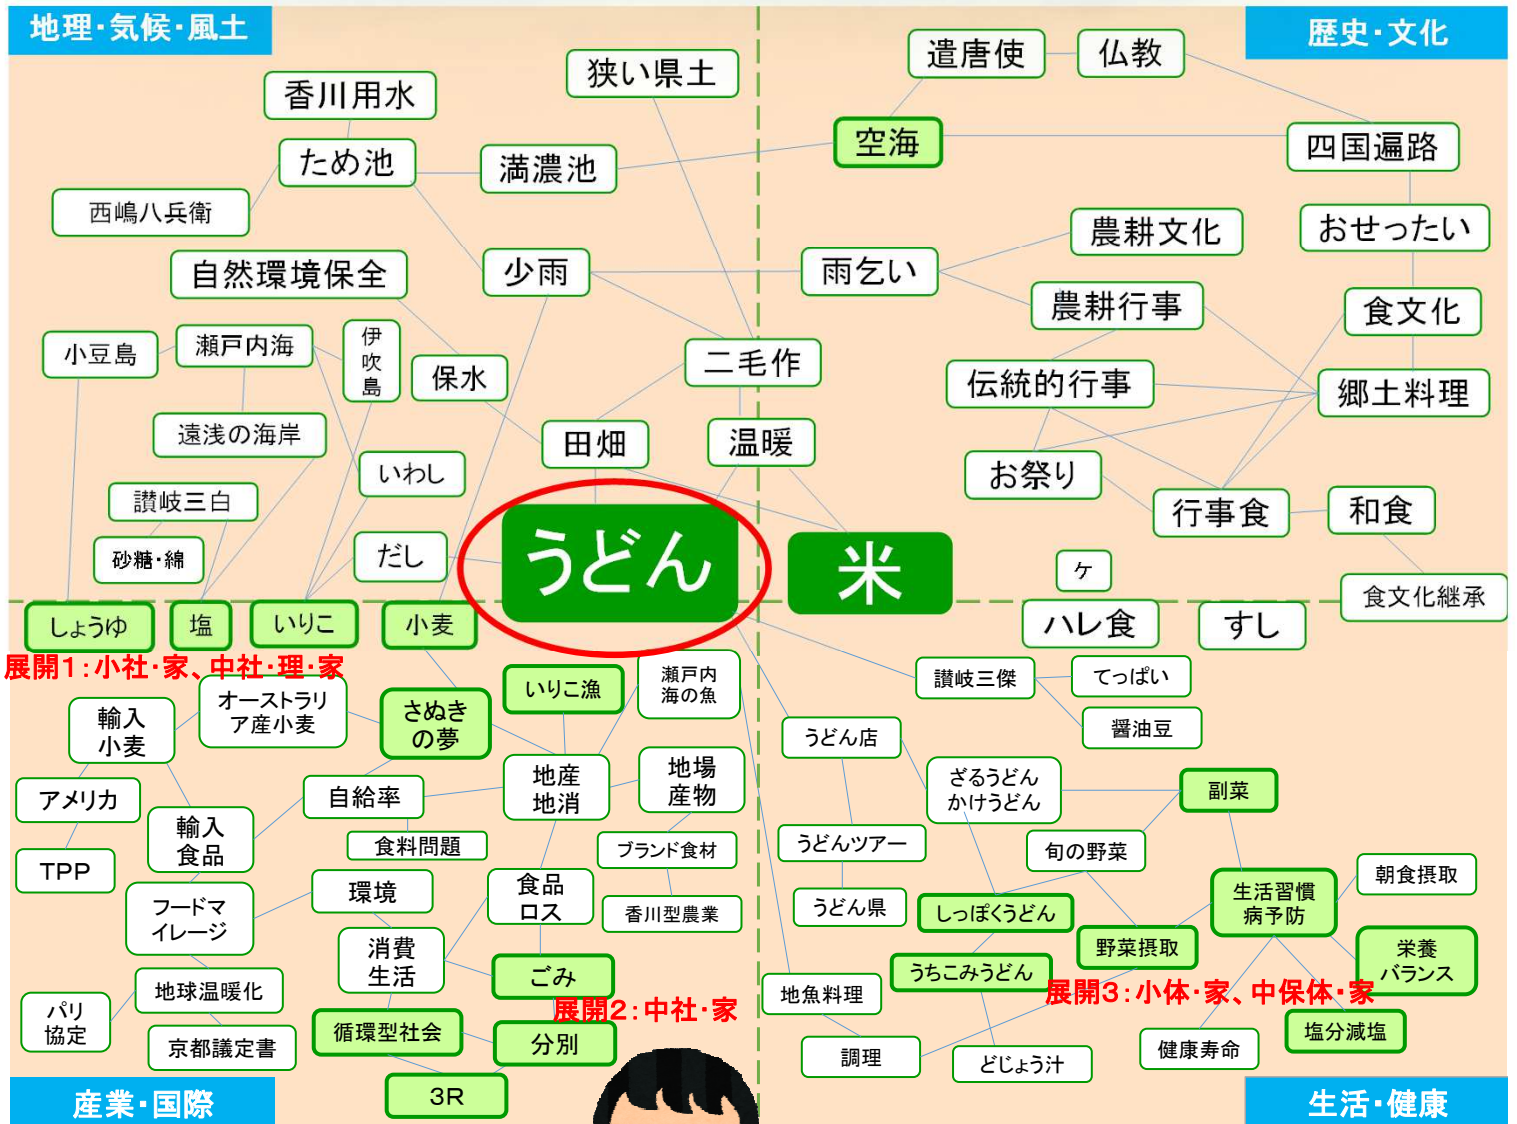 地理・気候・風土
歴史・文化
香川用水
狭い県土
遣唐使
仏教
ため池
満濃池
空海
四国遍路
西嶋八兵衛
農耕文化
おせったい
自然環境保全
少雨
雨乞い
農耕行事
食文化
小豆島
瀬戸内海
伊
吹
島
保水
二毛作
伝統的行事
郷土料理
遠浅の海岸
田畑
温暖
いわし
お祭り
讃岐三白
行事食
和食
砂糖・綿
だし
うどん
米
ケ
食文化継承
しょうゆ
塩
いりこ
小麦
ハレ食
すし
展開1:小社・家、中社・理・家
オーストラリ
ア産小麦
輸入
小麦
さぬき
の夢
いりこ漁
瀬戸内
海の魚
讃岐三傑
てっぱい
醤油豆
うどん店
アメリカ
自給率
地産
地消
地場
産物
ざるうどん
かけうどん
副菜
輸入
食品
食料問題
ブランド食材
うどんツアー
旬の野菜
TPP
朝食摂取
フードマ
イレージ
環境
食品
ロス
香川型農業
うどん県
しっぽくうどん
生活習慣
病予防
消費
生活
ごみ
うちこみうどん
野菜摂取
栄養
バランス
地球温暖化
パリ
協定
地魚料理
展開2:中社・家
展開3:小体・家、中保体・家
循環型社会
分別
京都議定書
調理
どじょう汁
健康寿命
塩分減塩
3R
産業・国際
生活・健康